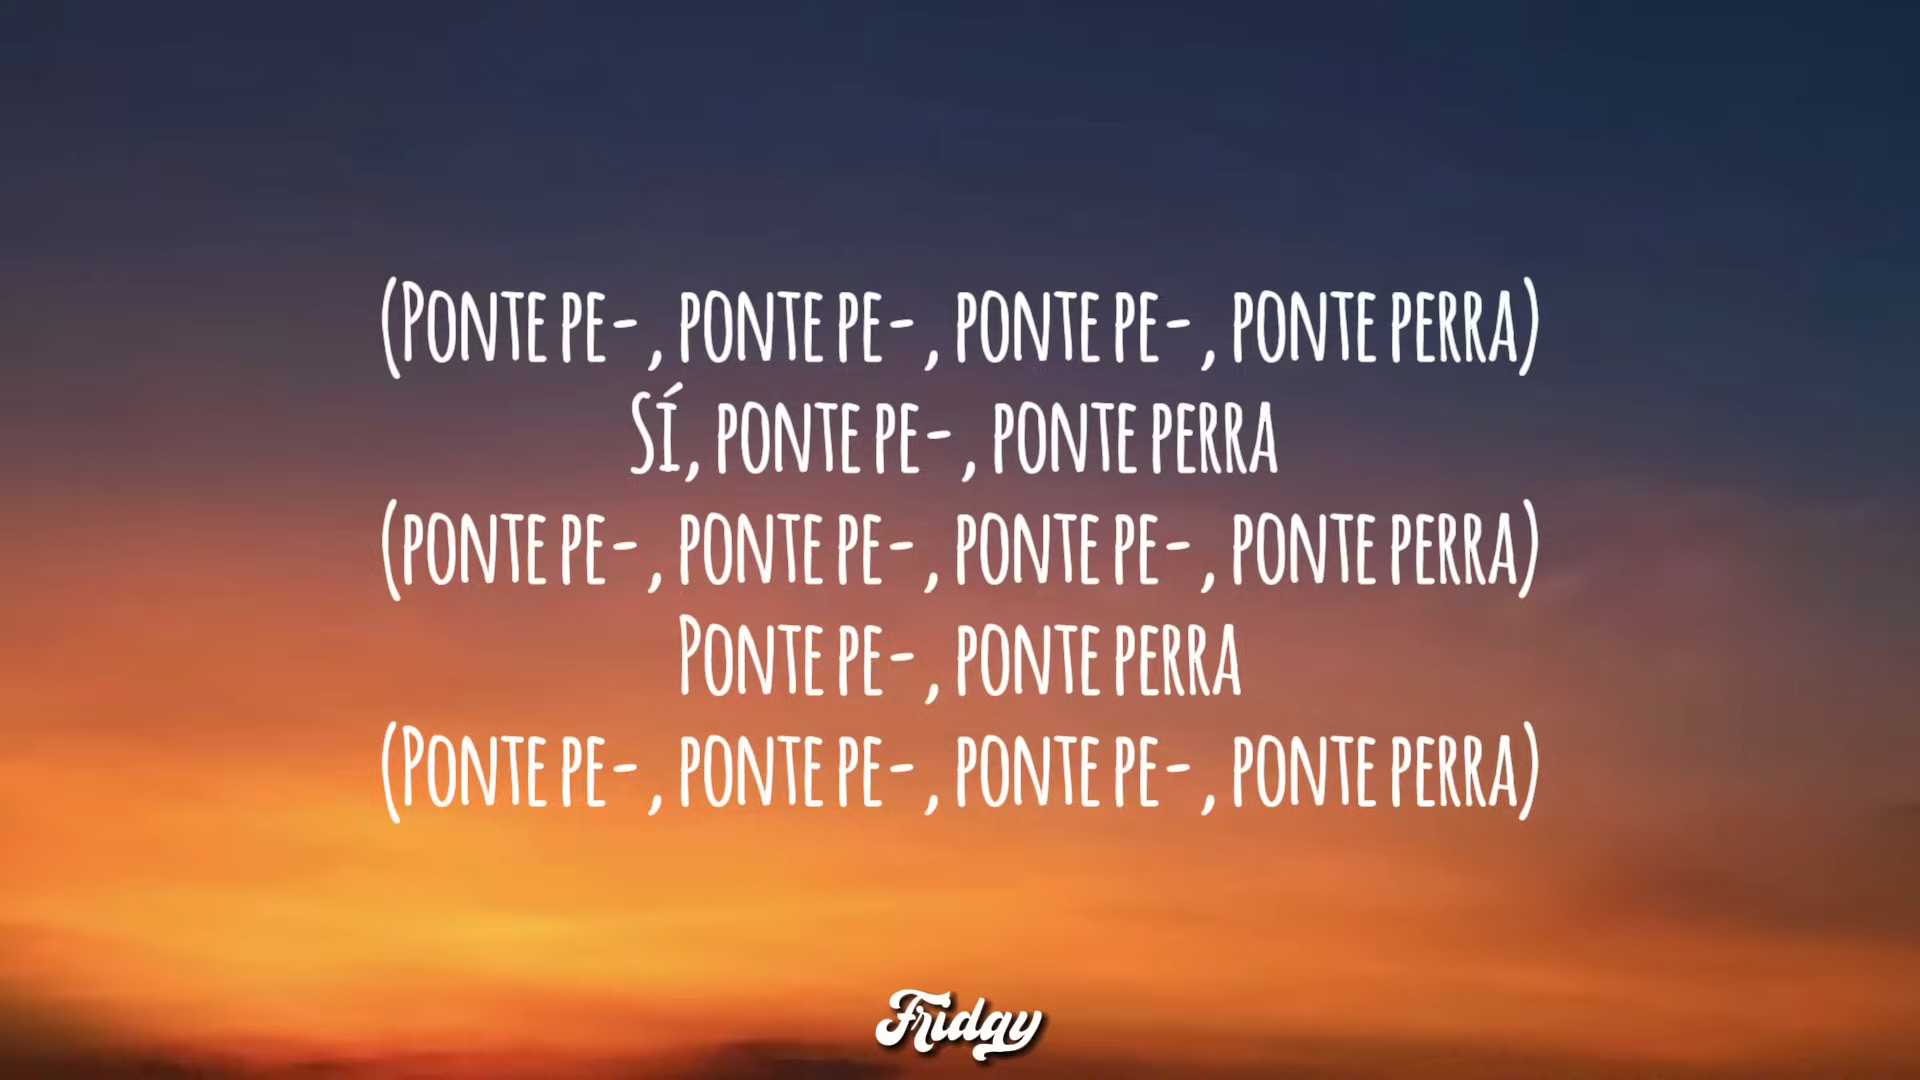 (Ponte pe-, ponte pe-, ponte pe-, ponte perra)
Sí, ponte pe-, ponte perra
(ponte pe-, ponte pe-, ponte pe-, ponte perra)
Ponte pe-, ponte perra
(Ponte pe-, ponte pe-, ponte pe-, ponte perra)
Friday